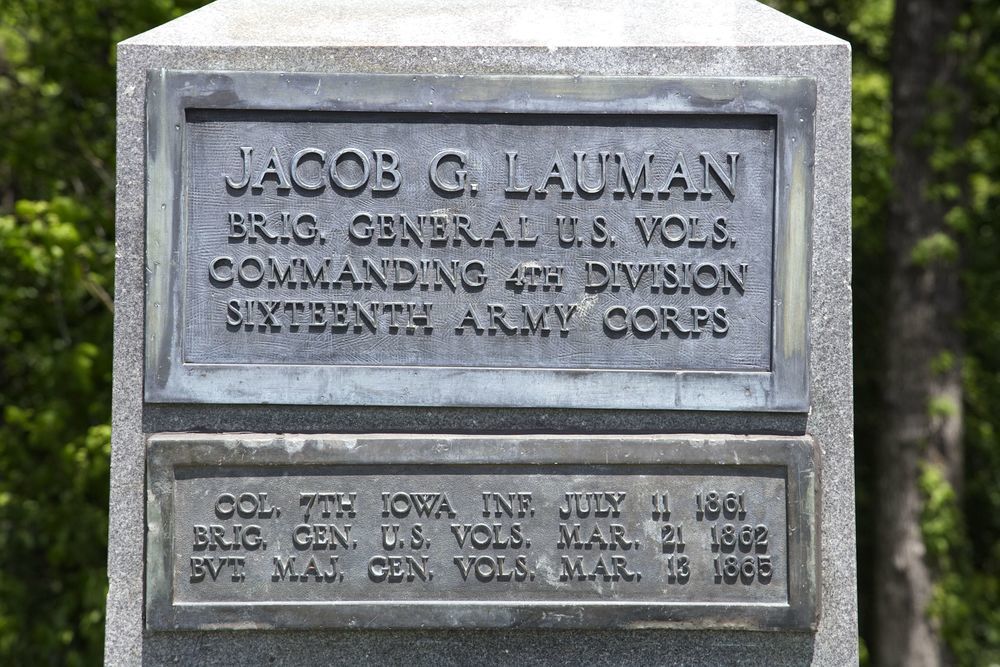 JACOB G. LAUMAN
BRIG. GENERAL U.S. VOLS.
COMMANDING 4TH DIVISION
SIXTEENTH ARMY CORPS
COL. 7TH IOWA INF. JULY 11 1861
BRIG. GEN. U.S. VOLS. MAR. 21 1862
BVT. MAJ. GEN. VOLS. MAR. 13 1865